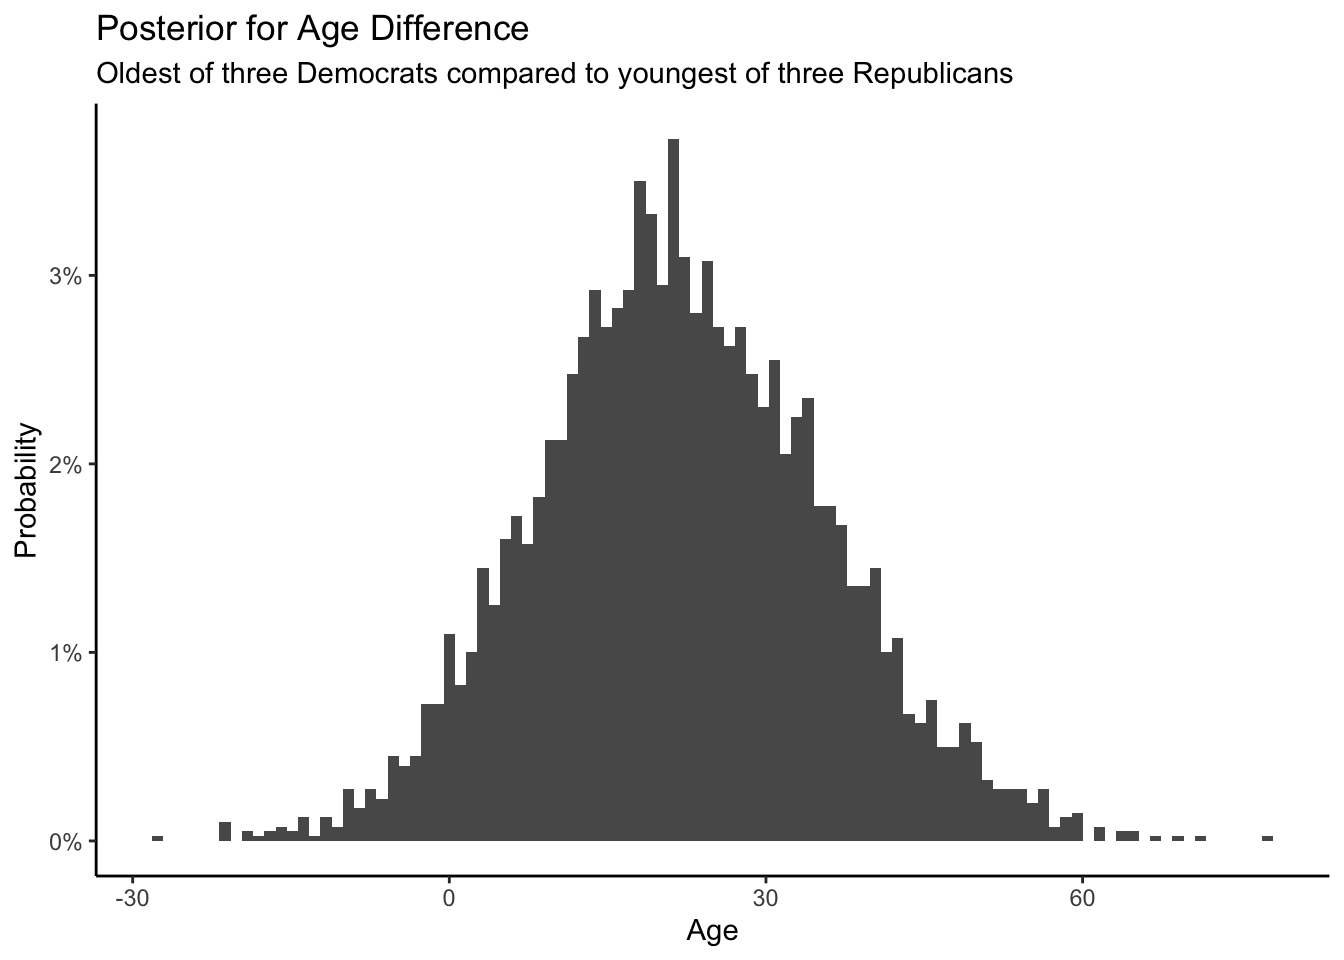 Posterior for Age Difference
Oldest of three Democrats compared to youngest of three Republicans
Probability
3%
2%
1%
0%
-30 0 30 60
Age